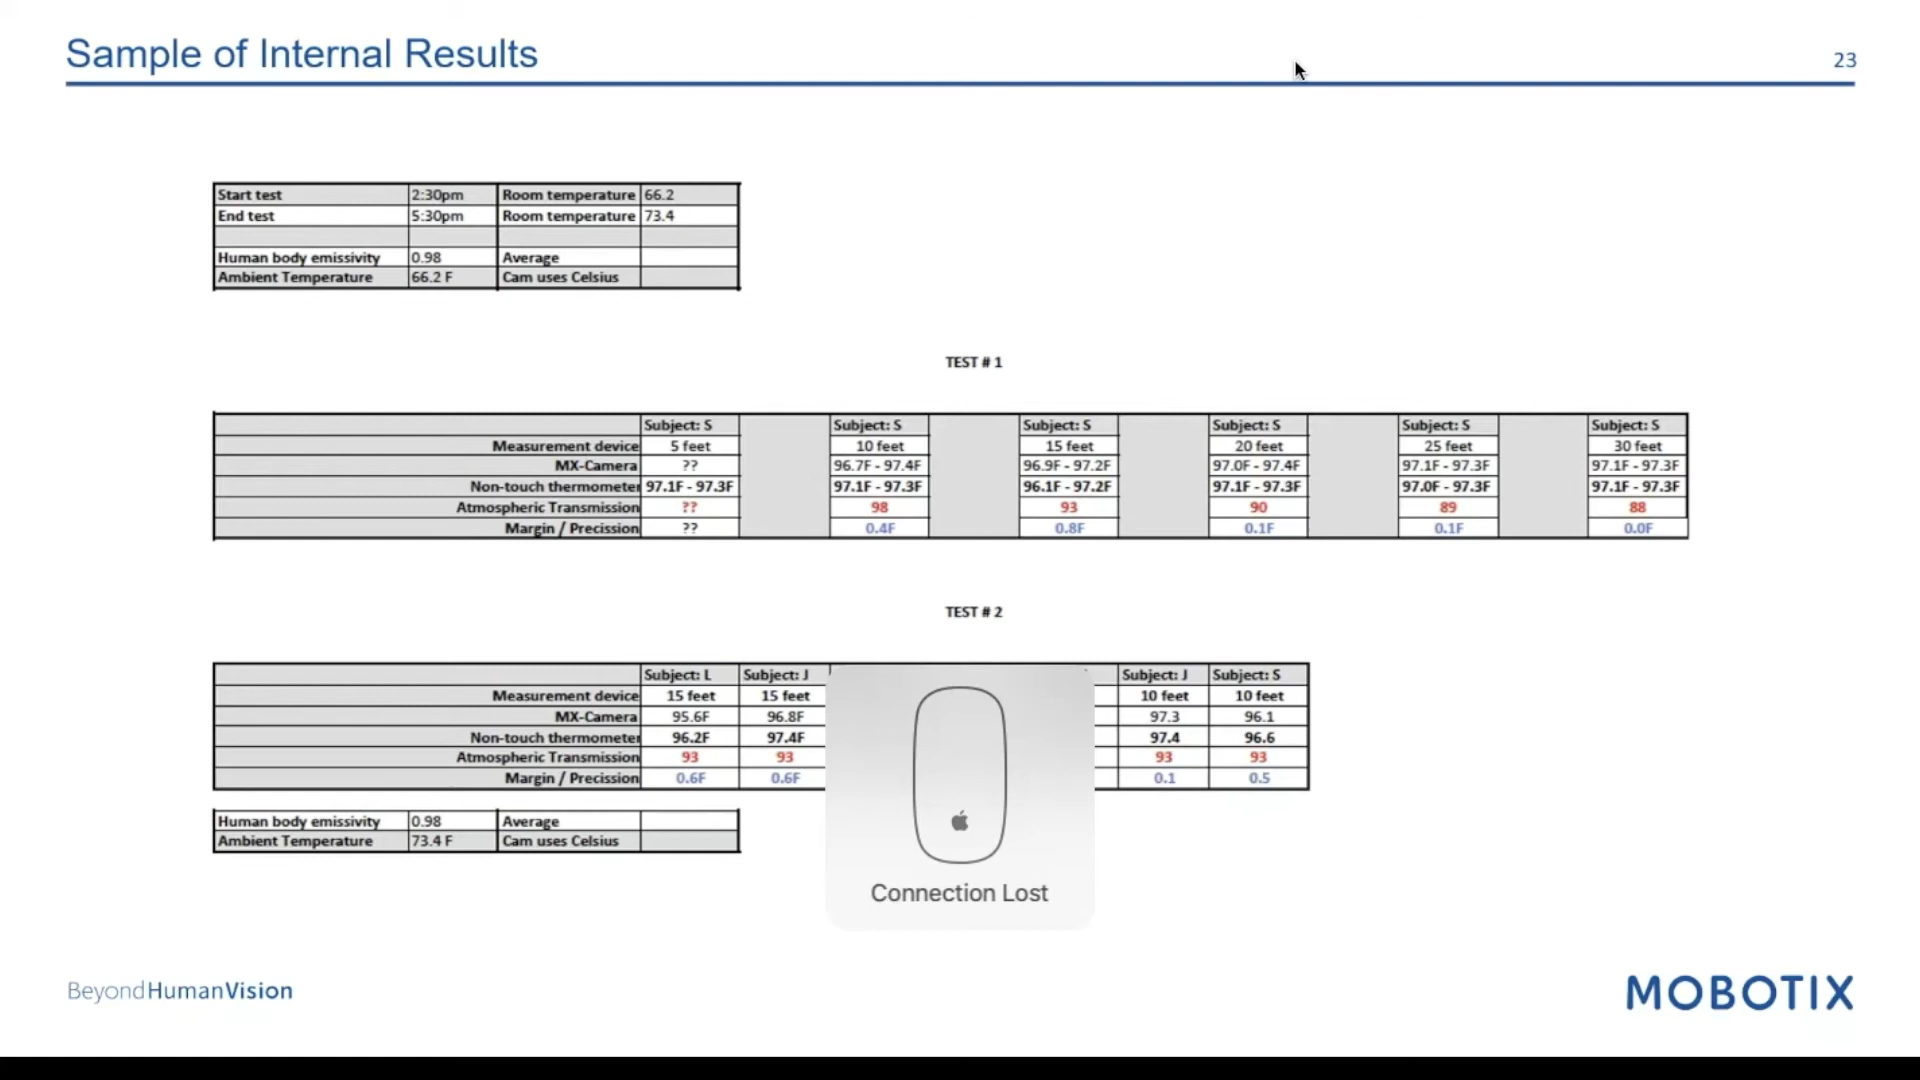 Sample of Internal Results
23
Start test 2:30pm Room temperature 66.2
End test 5:30pm Room temperature 73.4
Human body emissivity 0.98 Average
Ambient Temperature 66.2 F Cam uses Celsius
TEST # 1
Subject: S Subject: S Subject: S Subject: S Subject: S Subject: S
Measurement device 5 feet 10 feet 15 feet 20 feet 25 feet 30 feet
MX-Camera ?? 96.7F - 97.4F 96.9F - 97.2F 97.0F - 97.4F 97.1F - 97.3F 97.1F - 97.3F
Non-touch thermometer 97.1F - 97.3F 97.1F - 97.3F 96.1F - 97.2F 97.1F - 97.3F 97.0F - 97.3F 97.1F - 97.3F
Atmospheric Transmission ?? 98 93 90 89 88
Margin / Precission ?? 0.4F 0.8F 0.1F 0.1F 0.0F
TEST # 2
Subject: L Subject: J Subject: J Subject: S
Measurement device 15 feet 15 feet 10 feet 10 feet
MX-Camera 95.6F 96.8F 97.3 96.1
Non-touch thermometer 96.2F 97.4F 97.4 96.6
Atmospheric Transmission 93 93 93 93
Margin / Precission 0.6F 0.6F 0.1 0.5
Human body emissivity 0.98 Average
Ambient Temperature 73.4 F Cam uses Celsius
Connection Lost
BeyondHumanVision
MOBOTIX